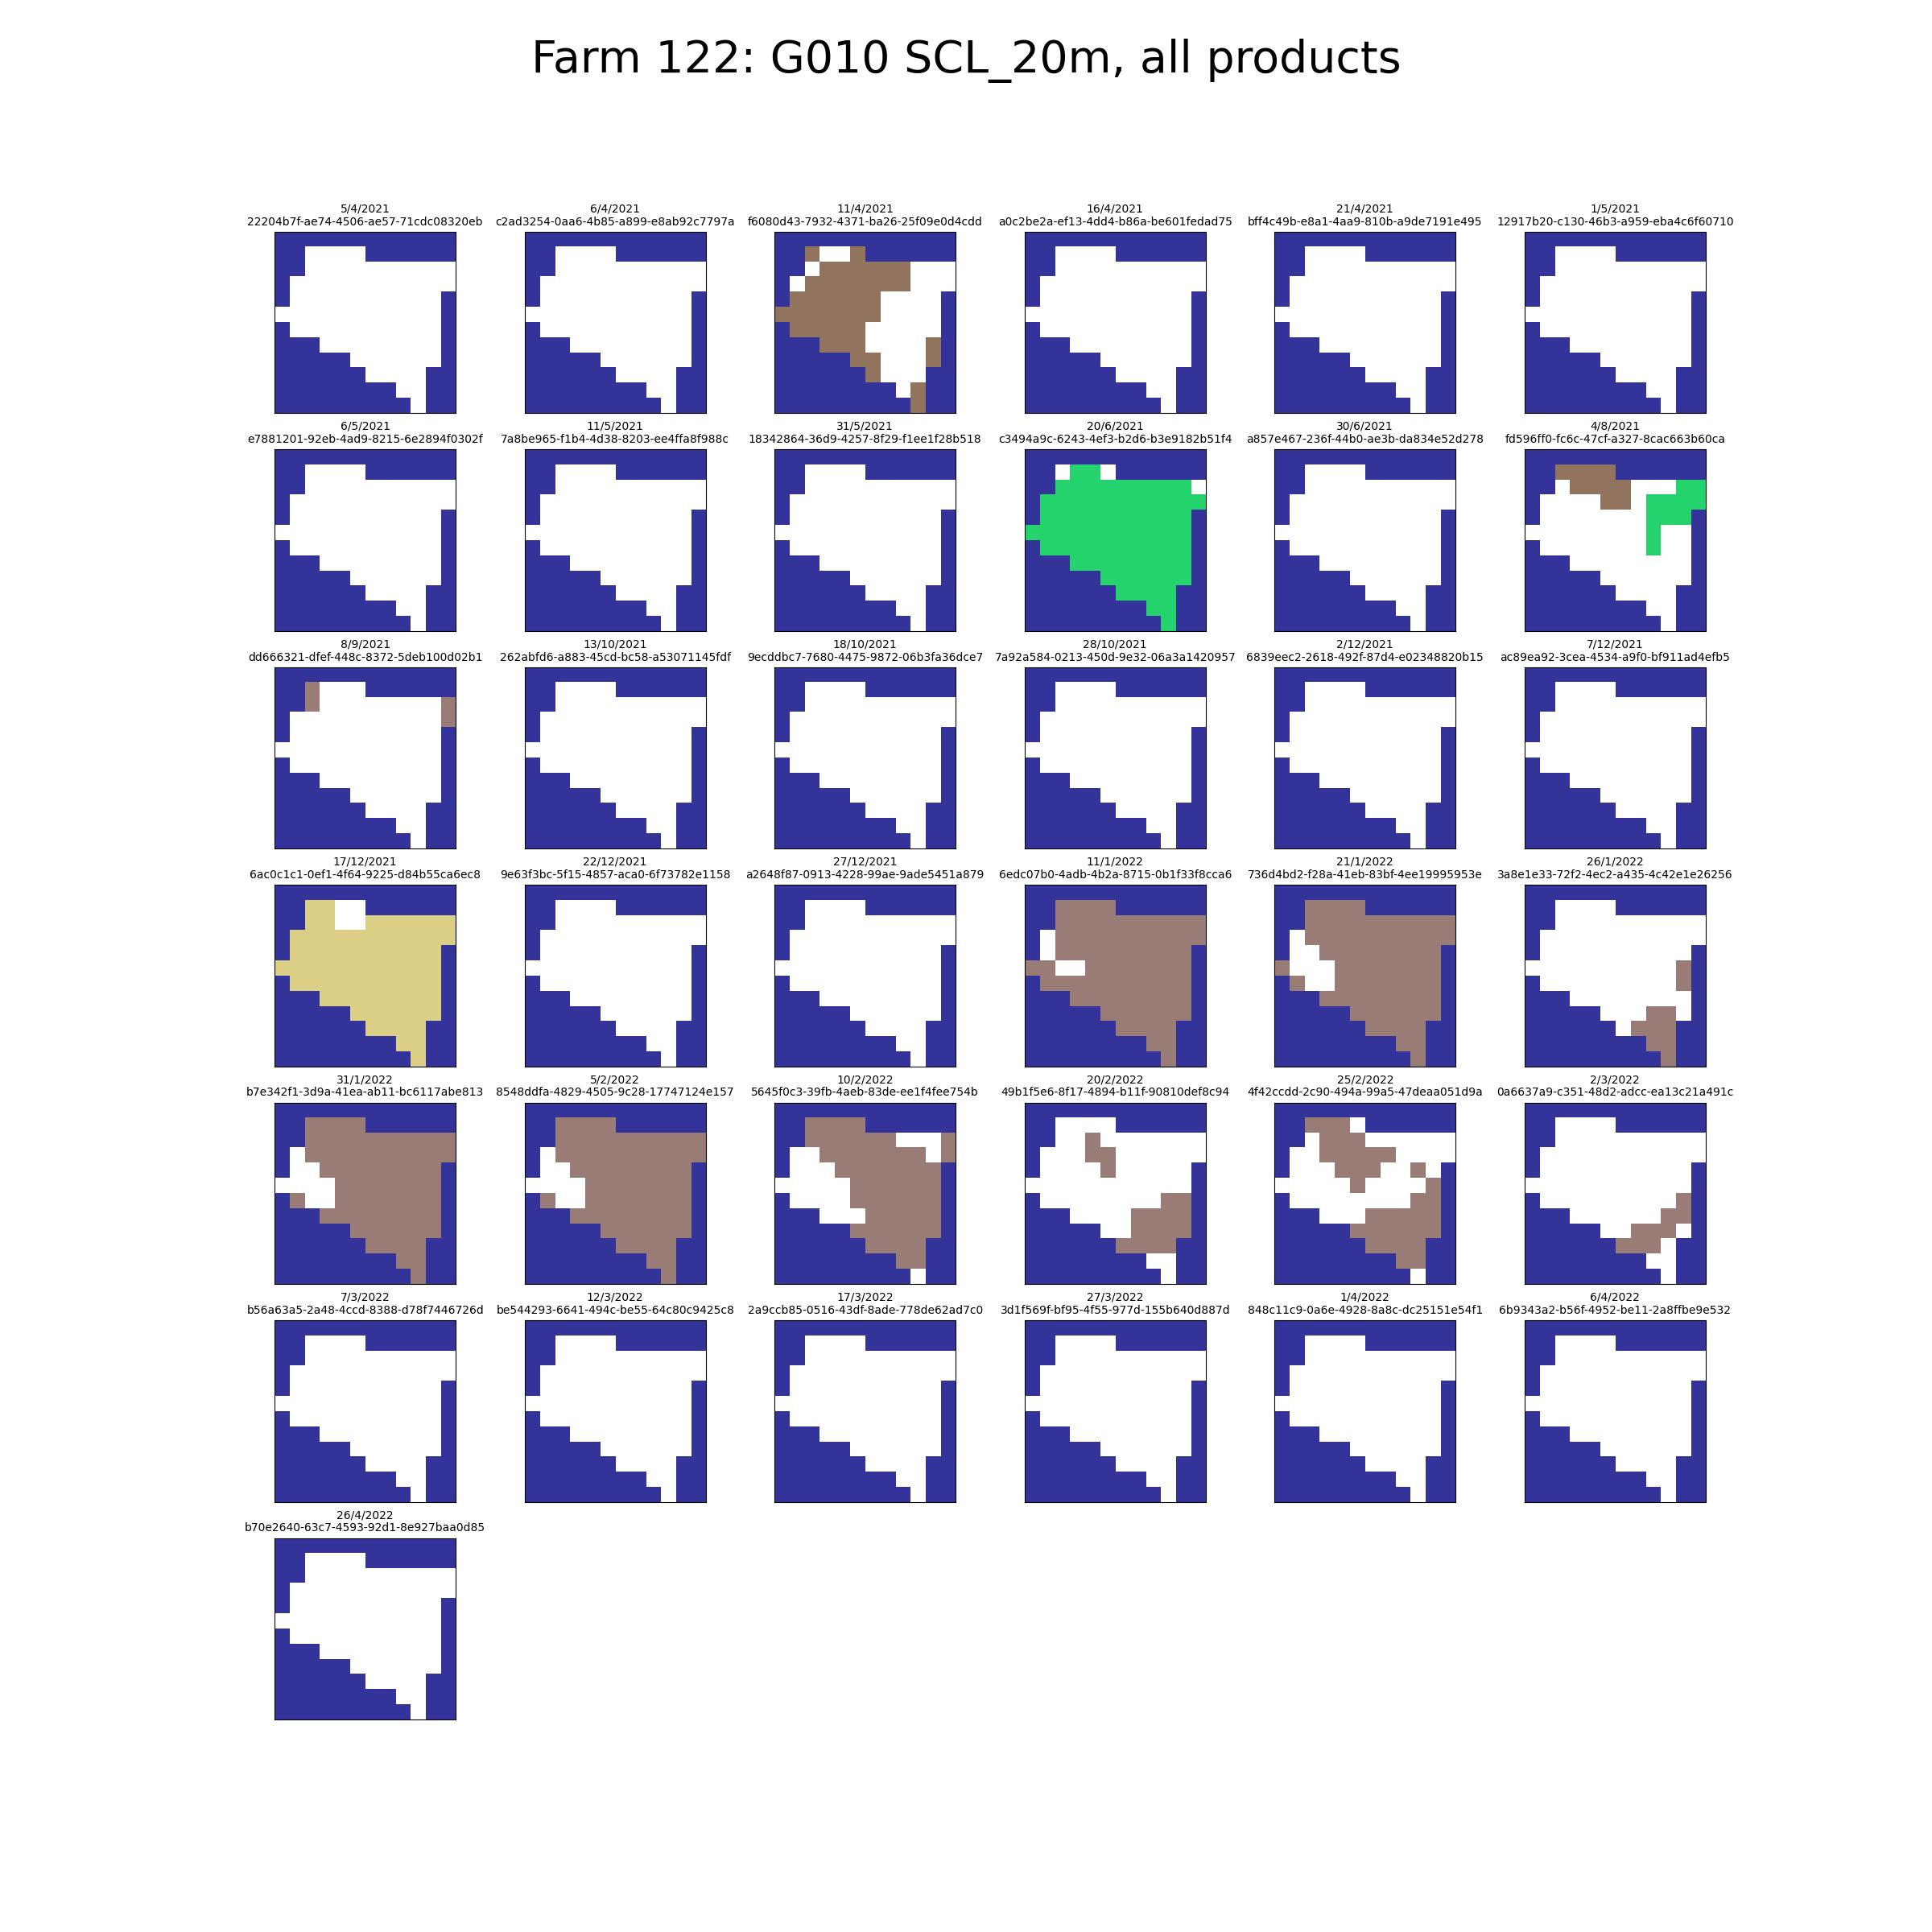 Farm 122: G010 SCL_20m, all products
5/4/2021
22204b7f-ae74-4506-ae57-71cdc08320eb
6/4/2021
c2ad3254-0aa6-4b85-a899-e8ab92c7797a
11/4/2021
f6080d43-7932-4371-ba26-25f09e0d4cdd
16/4/2021
a0c2be2a-ef13-4dd4-b86a-be601fedad75
21/4/2021
bff4c49b-e8a1-4aa9-810b-a9de7191e495
1/5/2021
12917b20-c130-46b3-a959-eba4c6f60710
6/5/2021
e7881201-92eb-4ad9-8215-6e2894f0302f
11/5/2021
7a8be965-f1b4-4d38-8203-ee4ffa8f988c
31/5/2021
18342864-36d9-4257-8f29-f1ee1f28b518
20/6/2021
c3494a9c-6243-4ef3-b2d6-b3e9182b51f4
30/6/2021
a857e467-236f-44b0-ae3b-da834e52d278
4/8/2021
fd596ff0-fc6c-47cf-a327-8cac663b60ca
8/9/2021
dd666321-dfef-448c-8372-5deb100d02b1
13/10/2021
262abfd6-a883-45cd-bc58-a53071145fdf
18/10/2021
9ecddbc7-7680-4475-9872-06b3fa36dce7
28/10/2021
7a92a584-0213-450d-9e32-06a3a1420957
2/12/2021
6839eec2-2618-492f-87d4-e02348820b15
7/12/2021
ac89ea92-3cea-4534-a9f0-bf911ad4efb5
17/12/2021
6ac0c1c1-0ef1-4f64-9225-d84b55ca6ec8
22/12/2021
9e63f3bc-5f15-4857-aca0-6f73782e1158
27/12/2021
a2648f87-0913-4228-99ae-9ade5451a879
11/1/2022
6edc07b0-4adb-4b2a-8715-0b1f33f8cca6
21/1/2022
736d4bd2-f28a-41eb-83bf-4ee19995953e
26/1/2022
3a8e1e33-72f2-4ec2-a435-4c42e1e26256
31/1/2022
b7e342f1-3d9a-41ea-ab11-bc6117abe813
5/2/2022
8548ddfa-4829-4505-9c28-17747124e157
10/2/2022
5645f0c3-39fb-4aeb-83de-ee1f4fee754b
20/2/2022
49b1f5e6-8f17-4894-b11f-90810def8c94
25/2/2022
4f42ccdd-2c90-494a-99a5-47deaa051d9a
2/3/2022
0a6637a9-c351-48d2-adcc-ea13c21a491c
7/3/2022
b56a63a5-2a48-4ccd-8388-d78f7446726d
12/3/2022
be544293-6641-494c-be55-64c80c9425c8
17/3/2022
2a9ccb85-0516-43df-8ade-778de62ad7c0
27/3/2022
3d1f569f-bf95-4f55-977d-155b640d887d
1/4/2022
848c11c9-0a6e-4928-8a8c-dc25151e54f1
6/4/2022
6b9343a2-b56f-4952-be11-2a8ffbe9e532
26/4/2022
b70e2640-63c7-4593-92d1-8e927baa0d85